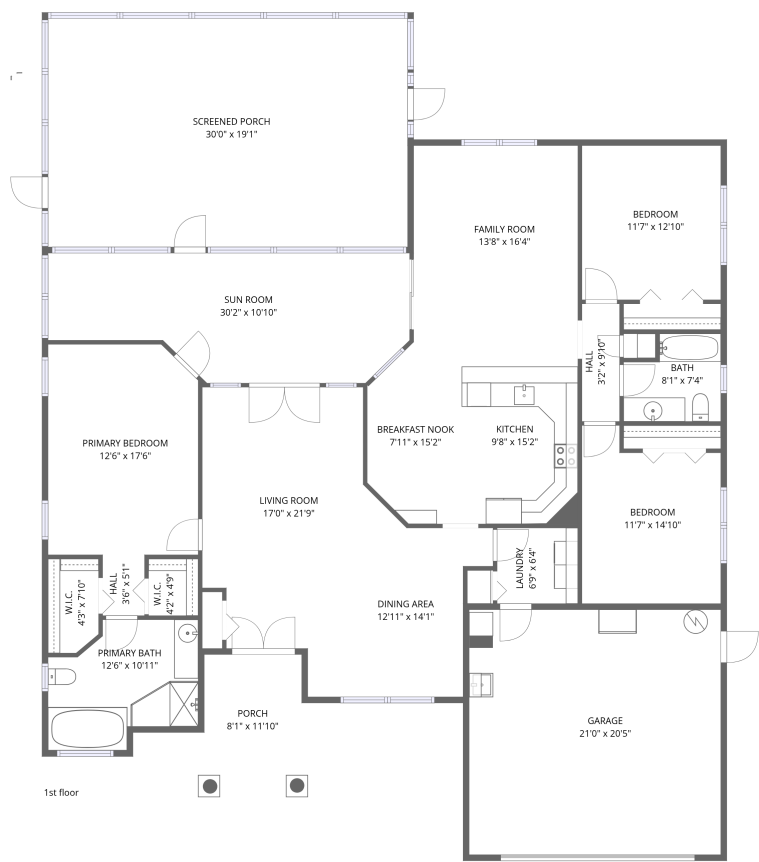 SCREENED PORCH
30'0" x 19'1"
BEDROOM
11'7" x 12'10"
FAMILY ROOM
13'8" x 16'4"
SUN ROOM
30'2" x 10'10"
HALL
3'2" x 9'10"
BATH
8'1" x 7'4"
BREAKFAST NOOK
7'11" x 15'2"
KITCHEN
9'8" x 15'2"
PRIMARY BEDROOM
12'6" x 17'6"
LIVING ROOM
17'0" x 21'9"
BEDROOM
11'7" x 14'10"
LAUNDRY
6'9" x 6'4"
W.I.C.
4'3" x 7'10"
HALL
3'6" x 5'1"
W.I.C.
4'2" x 4'9"
DINING AREA
12'11" x 14'1"
PRIMARY BATH
12'6" x 10'11"
PORCH
8'1" x 11'10"
GARAGE
21'0" x 20'5"
1st floor